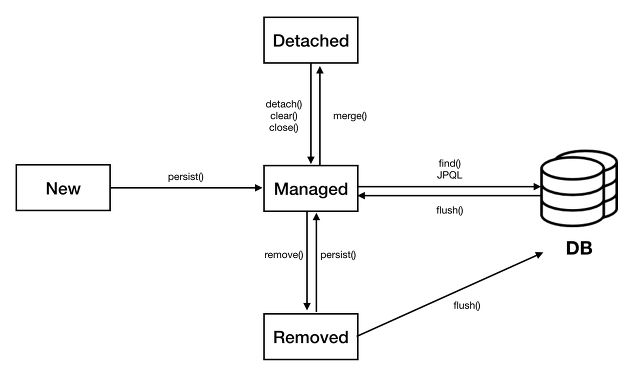 Detached
detach()
clear()
close()
merge()
New
persist()
Managed
find()
JPQL
flush()
DB
remove()
persist()
flush()
Removed